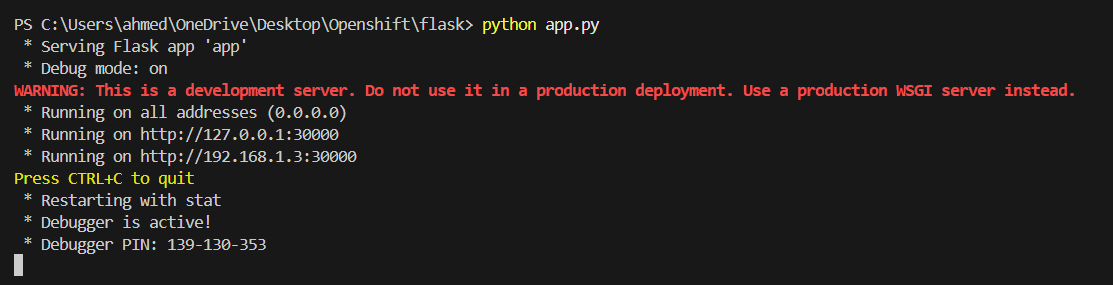 PS C:\Users\ahmed\OneDrive\Desktop\Openshift\flask> python app.py
* Serving Flask app 'app'
* Debug mode: on
WARNING: This is a development server. Do not use it in a production deployment. Use a production WSGI server instead.
* Running on all addresses (0.0.0.0)
* Running on http://127.0.0.1:30000
* Running on http://192.168.1.3:30000
Press CTRL+C to quit
* Restarting with stat
* Debugger is active!
* Debugger PIN: 139-130-353